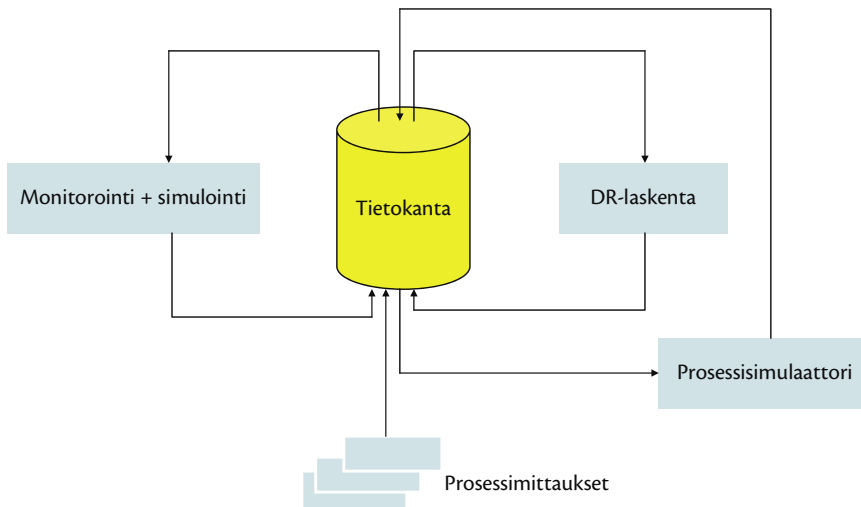 Monitorointi + simulointi
Tietokanta
DR-laskenta
Prosessisimulaattori
Prosessimittaukset